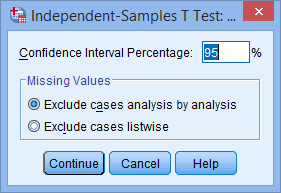 Independent-Samples T Test: ...
Confidence Interval Percentage: 95 %
Missing Values
Exclude cases analysis by analysis
Exclude cases listwise
Continue Cancel Help